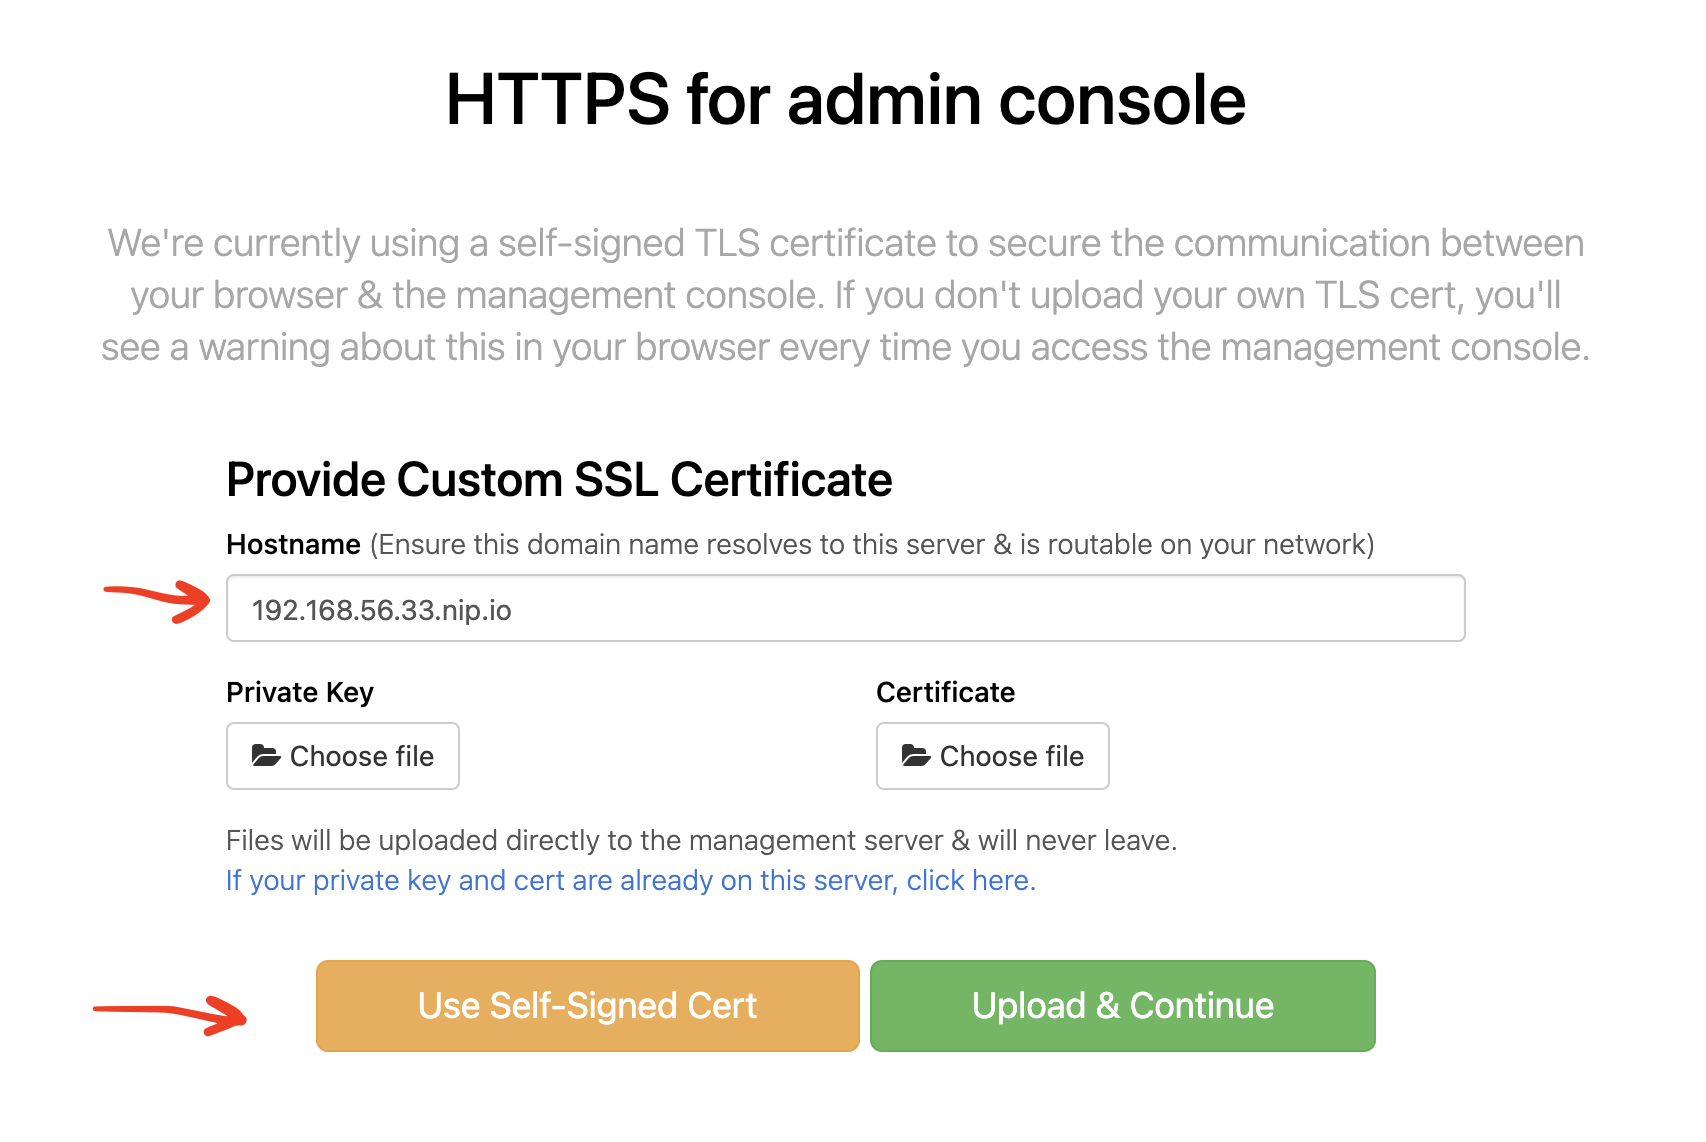 HTTPS for admin console
We're currently using a self-signed TLS certificate to secure the communication between
your browser & the management console. If you don't upload your own TLS cert, you'll
see a warning about this in your browser every time you access the management console.
Provide Custom SSL Certificate
Hostname (Ensure this domain name resolves to this server & is routable on your network)
192.168.56.33.nip.io
Private Key Certificate
Choose file Choose file
Files will be uploaded directly to the management server & will never leave.
If your private key and cert are already on this server, click here.
Use Self-Signed Cert Upload & Continue